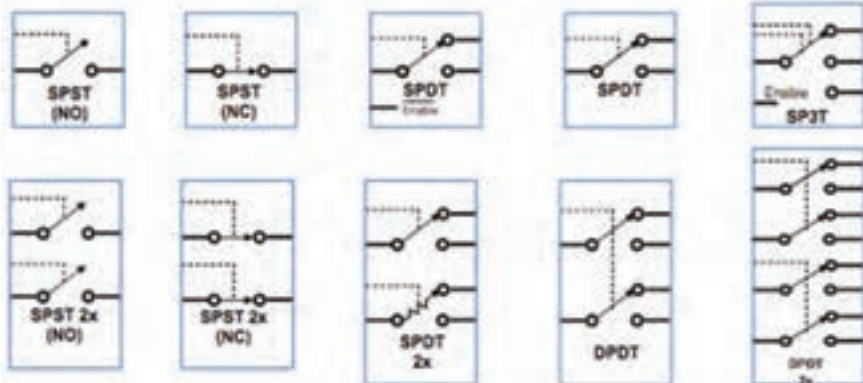 SPST
(NO)
SPST
(NC)
SPDT
Enable
SPDT
Enable
SP3T
SPST 2x
(NO)
SPST 2x
(NC)
SPDT
2x
DPDT
DPDT
2x